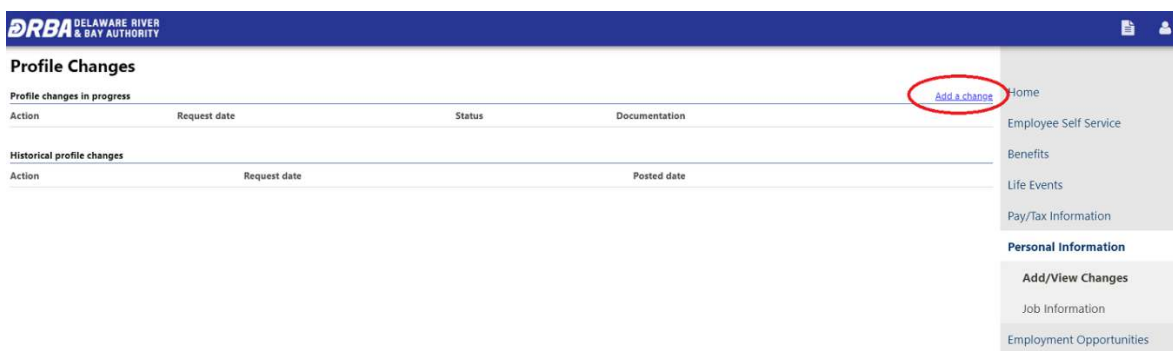 DRBA DELAWARE RIVER
& BAY AUTHORITY
Profile Changes
Profile changes in progress Add a change
Action Request date Status Documentation
Historical profile changes
Action Request date Posted date
Home
Employee Self Service
Benefits
Life Events
Pay/Tax Information
Personal Information
Add/View Changes
Job Information
Employment Opportunities